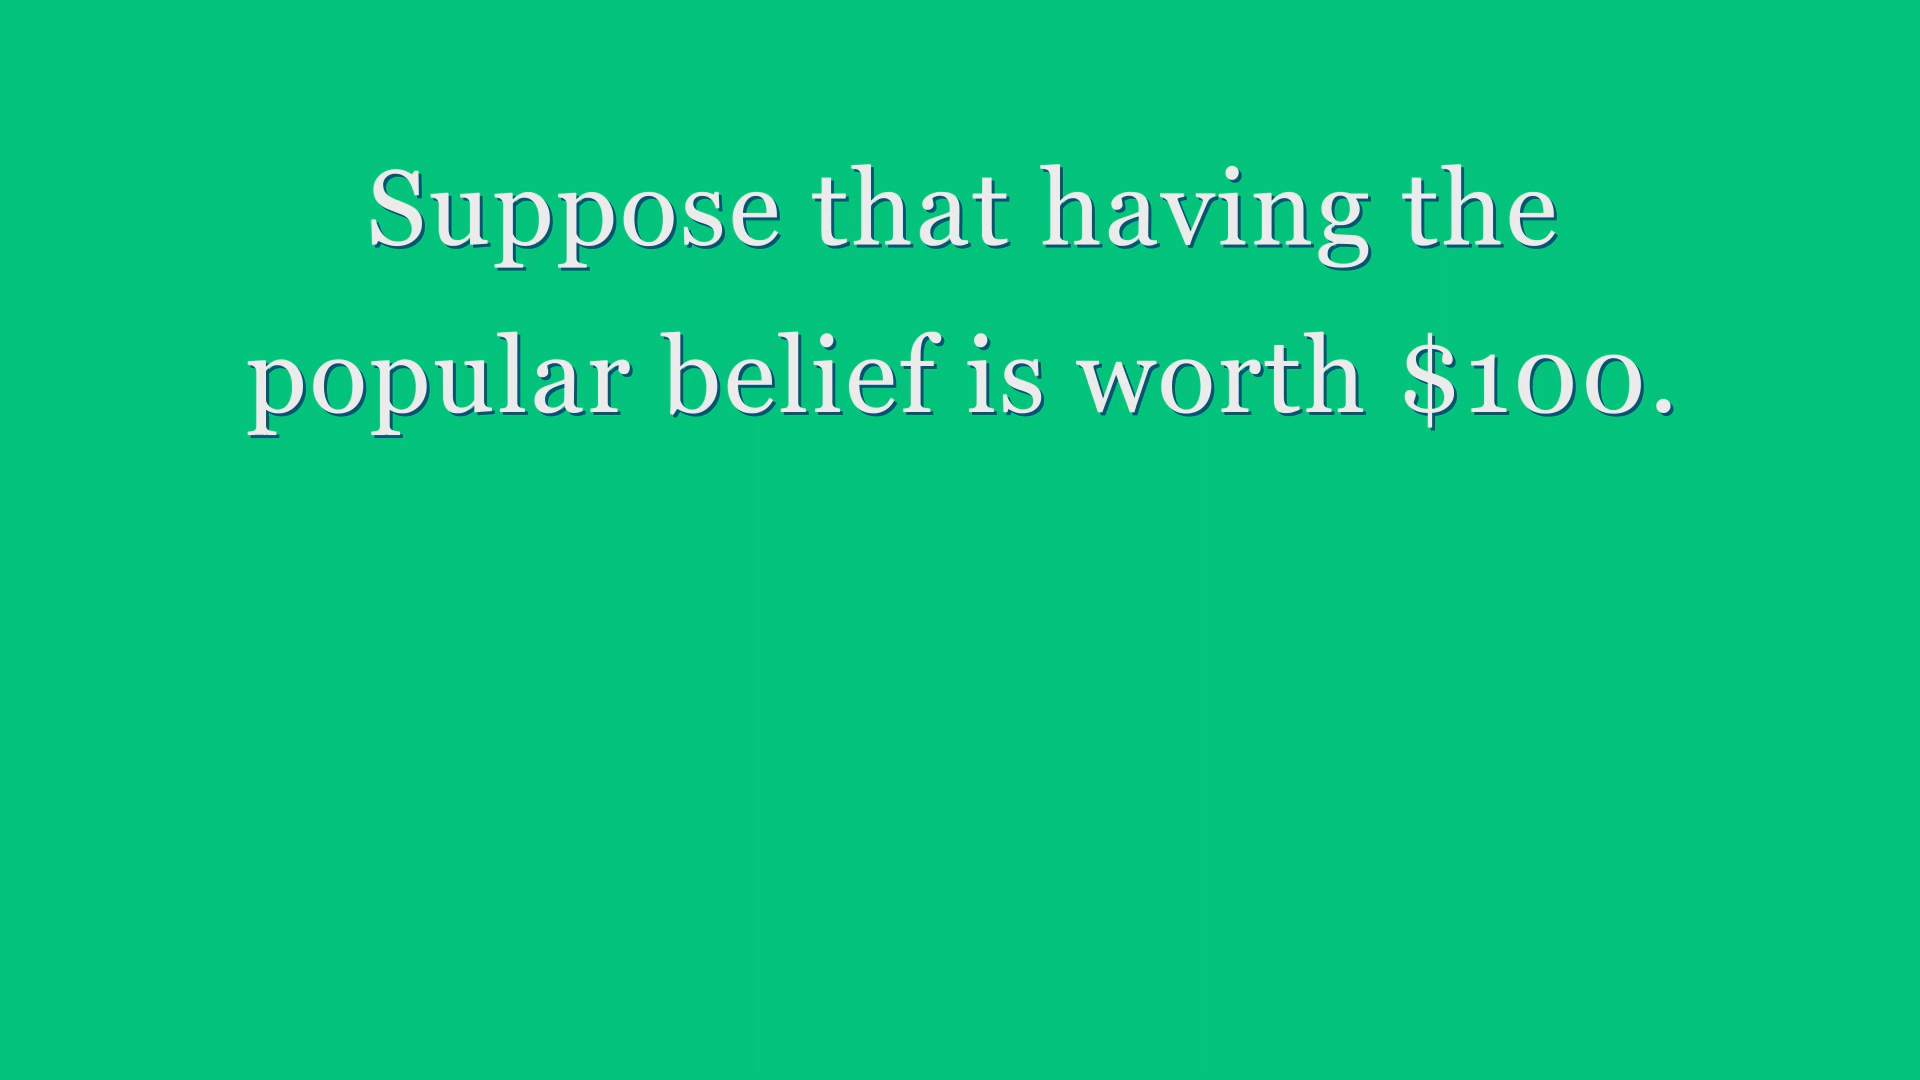 Suppose that having the
popular belief is worth $100.